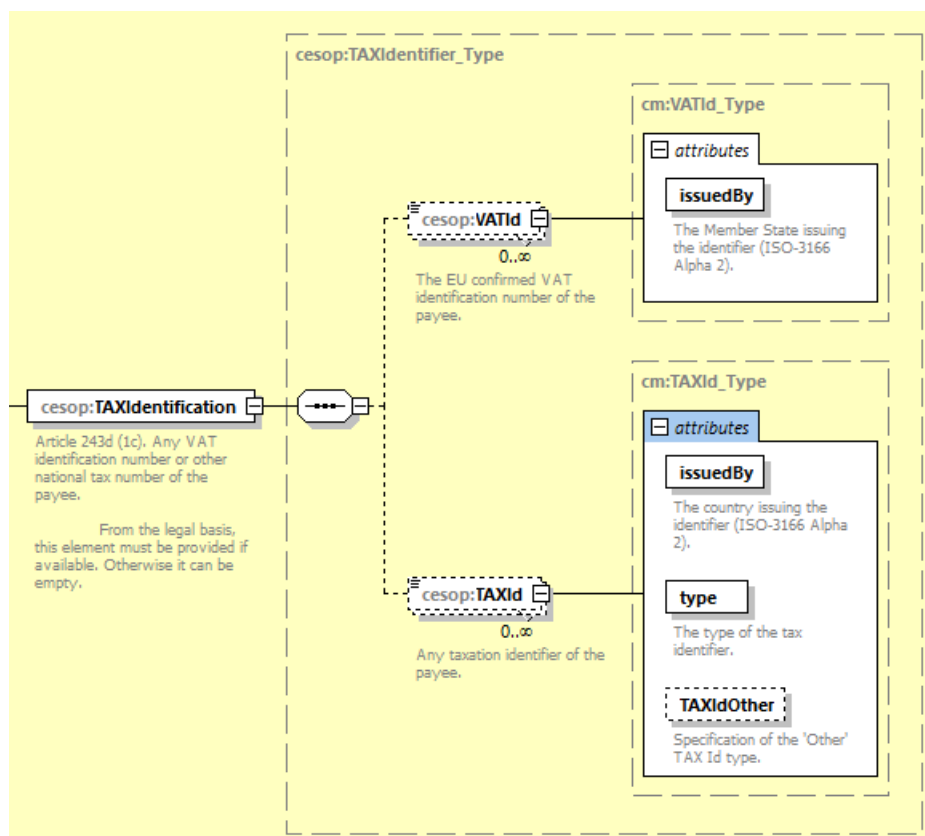 cesop:TAXIdentifier_Type
cm:VATId_Type
attributes
issuedBy
The Member State issuing
the identifier (ISO-3166
Alpha 2).
cesop:VATId
0..∞
The EU confirmed VAT
identification number of the
payee.
cesop:TAXIdentification
Article 243d (1c). Any VAT
identification number or other
national tax number of the
payee.
From the legal basis,
this element must be provided if
available. Otherwise it can be
empty.
cm:TAXId_Type
attributes
issuedBy
The country issuing the
identifier (ISO-3166 Alpha
2).
cesop:TAXId
0..∞
Any taxation identifier of the
payee.
type
The type of the tax
identifier.
TAXIdOther
Specification of the 'Other'
TAX Id type.